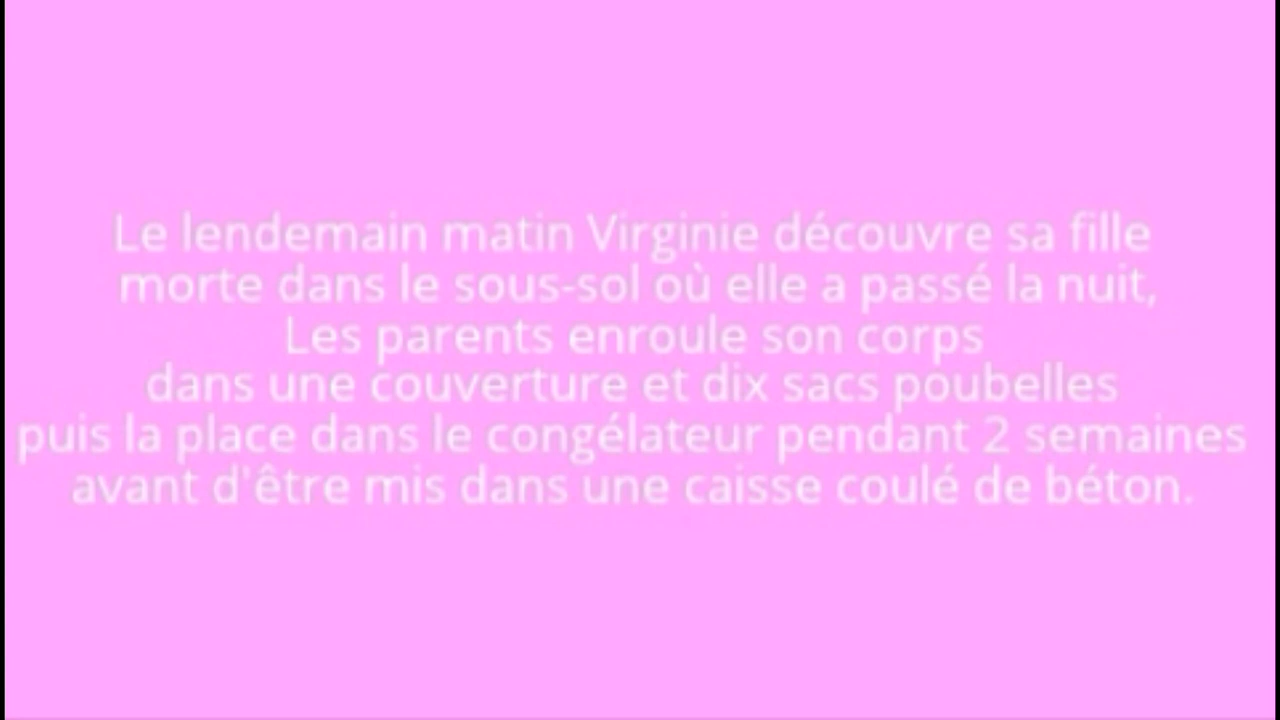 Le lendemain matin Virginie découvre sa fille
morte dans le sous-sol où elle a passé la nuit,
Les parents enroule son corps
dans une couverture et dix sacs poubelles
puis la place dans le congélateur pendant 2 semaines
avant d'être mis dans une caisse coulé de béton.